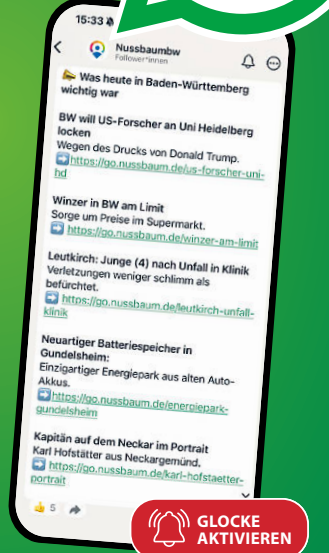 15:33
Nussbaumbw
Follower*innen
Was heute in Baden-Württemberg
wichtig war
BW will US-Forscher an Uni Heidelberg
locken
Wegen des Drucks von Donald Trump.
➡️https://go.nussbaum.de/us-forscher-uni-
hd
Winzer in BW am Limit
Sorge um Preise im Supermarkt.
➡️ https://go.nussbaum.de/winzer-am-limit
Leutkirch: Junge (4) nach Unfall in Klinik
Verletzungen weniger schlimm als
befürchtet.
➡️ https://go.nussbaum.de/leutkirch-unfall-
klinik
Neuartiger Batteriespeicher in
Gundelsheim:
Einzigartiger Energiepark aus alten Auto-
Akkus.
➡️https://go.nussbaum.de/energiepark-
gundelsheim
Kapitän auf dem Neckar im Portrait
Karl Hofstätter aus Neckargemünd.
➡️ https://go.nussbaum.de/karl-hofstaetter-
portrait
👍 5
GLOCKE
AKTIVIEREN